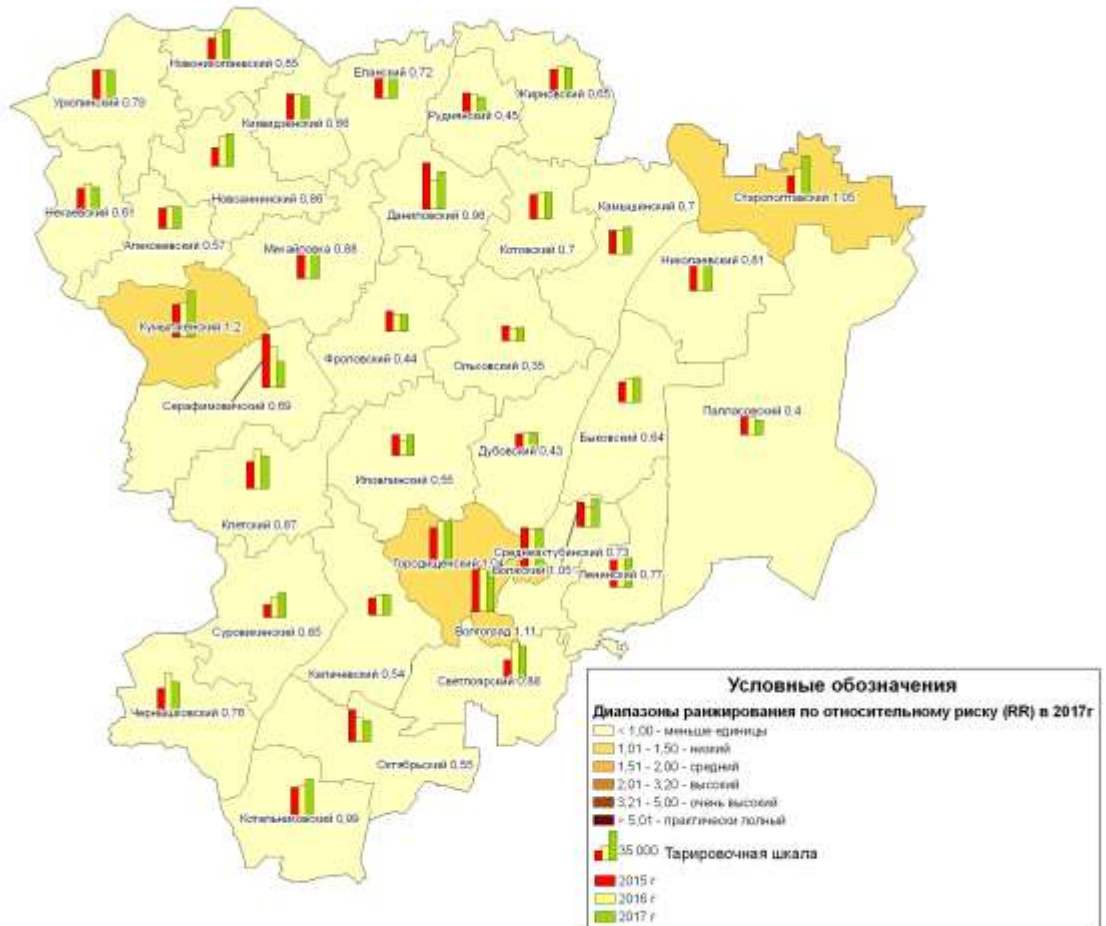 Новониколаевский 0,85
Еланский 0,72
Урюпинский 0,79
Жирновский 0,65
Руднянский 0,45
Киквидзенский 0,86
Новоаннинский 0,86
Даниловский 0,96
Камышинский 0,7
Старополтавский 1,05
Нехаевский 0,61
Алексеевский 0,57
Михайловка 0,88
Котовский 0,7
Николаевский 0,81
Кумылженский 1,2
Фроловский 0,44
Ольховский 0,35
Серафимовичский 0,69
Палласовский 0,4
Быковский 0,64
Дубовский 0,43
Иловлинский 0,55
Клетский 0,87
Среднеахтубинский 0,73
Городищенский 1,04
Волжский 1,05
Ленинский 0,77
Суровикинский 0,65
Волгоград 1,11
Калачевский 0,54
Светлоярский 0,88
Чернышковский 0,76
Октябрьский 0,55
Котельниковский 0,99
Условные обозначения
Диапазоны ранжирования по относительному риску (RR) в 2017г
< 1,00 - меньше единицы
1,01 - 1,50 - низкий
1,51 - 2,00 - средний
2,01 - 3,20 - высокий
3,21 - 5,00 - очень высокий
> 5,01 - практически полный
35 000 Тарировочная шкала
2015 г
2016 г
2017 г